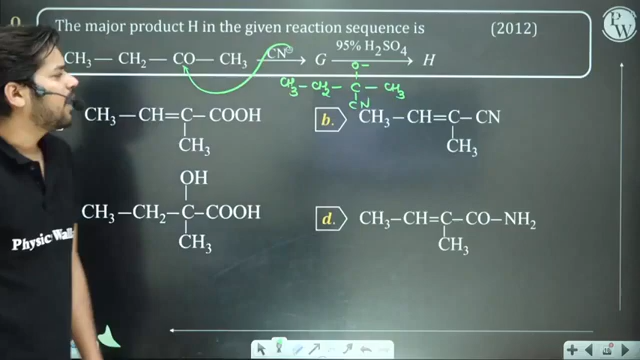 The major product H in the given reaction sequence is (2012)
PW
CH₃ — CH₂ — CO — CH₃ —CN⊖→ G —95% H₂SO₄→ H
O⁻
CH₃ — CH₂ — C — CH₃
CN
CH₃—CH=C—COOH
CH₃
b. CH₃—CH=C—CN
CH₃
OH
CH₃—CH₂—C—COOH
CH₃
d. CH₃—CH=C—CO—NH₂
CH₃